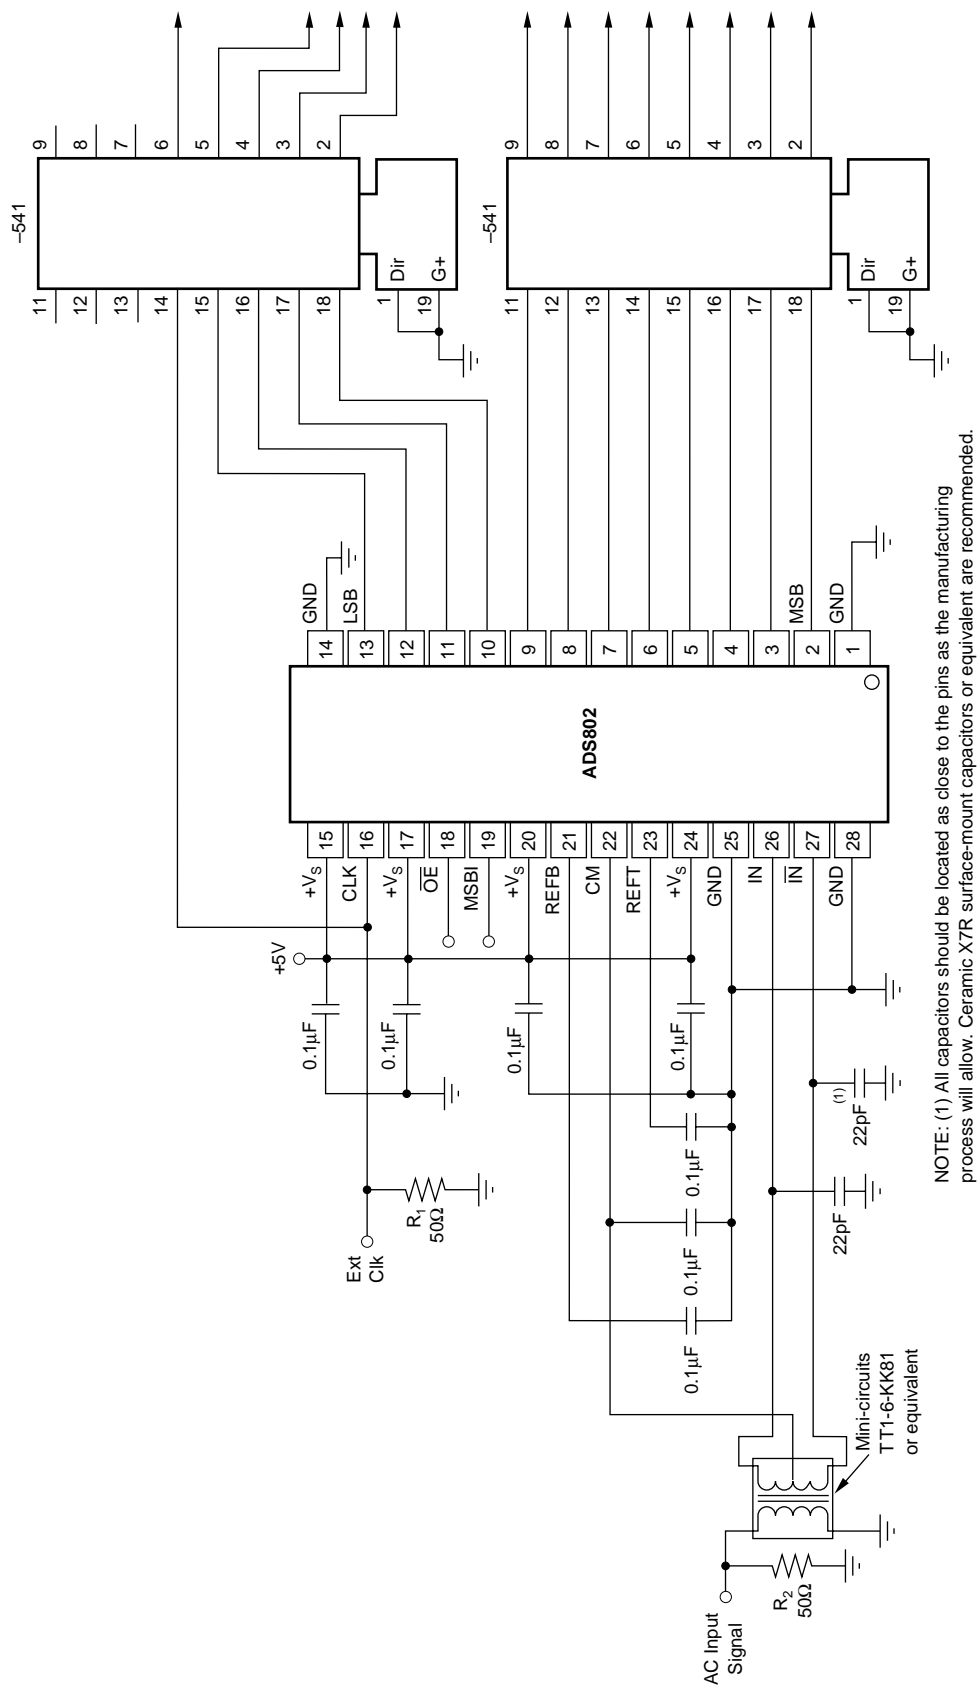 –541
11
12
13
14
15
16
17
18
9
8
7
6
5
4
3
2
1
19
Dir
G+
–541
11
12
13
14
15
16
17
18
9
8
7
6
5
4
3
2
1
19
Dir
G+
GND
LSB
MSB
GND
14
13
12
11
10
9
8
7
6
5
4
3
2
1
ADS802
15
16
17
18
19
20
21
22
23
24
25
26
27
28
+VS
CLK
+VS
O̅E̅
MSBI
+VS
REFB
CM
REFT
+VS
GND
IN
I̅N̅
GND
+5V
0.1µF
0.1µF
0.1µF
0.1µF
0.1µF
0.1µF
0.1µF
Ext
Clk
R1
50Ω
(1)
22pF
22pF
Mini-circuits
TT1-6-KK81
or equivalent
AC Input
Signal
R2
50Ω
NOTE: (1) All capacitors should be located as close to the pins as the manufacturing
process will allow. Ceramic X7R surface-mount capacitors or equivalent are recommended.